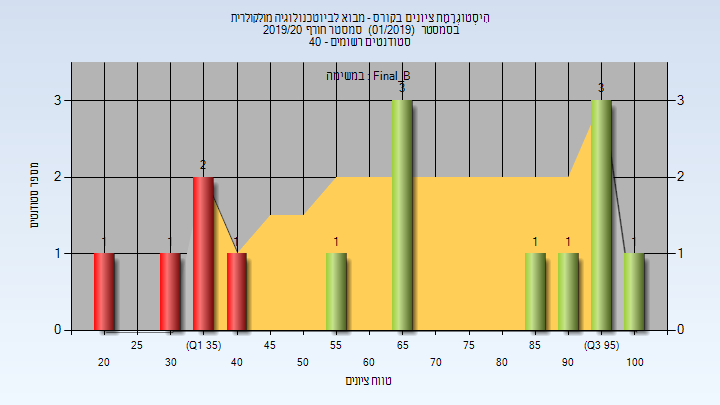 הִיסְטוֹגְרָמַת ציונים בקורס - מבוא לביוטכנולוגיה מולקולרית
בסמסטר (01/2019) סמסטר חורף 2019/20
סטודנטים רשומים - 40
במשימה : Final_B
מספר סטודנטים
3 3
2 2
1 1
0 0
1 1 2 1 1 3 1 1 3 1
25 (Q1 35) 45 55 65 75 85 (Q3 95)
20 30 40 50 60 70 80 90 100
טווח ציונים